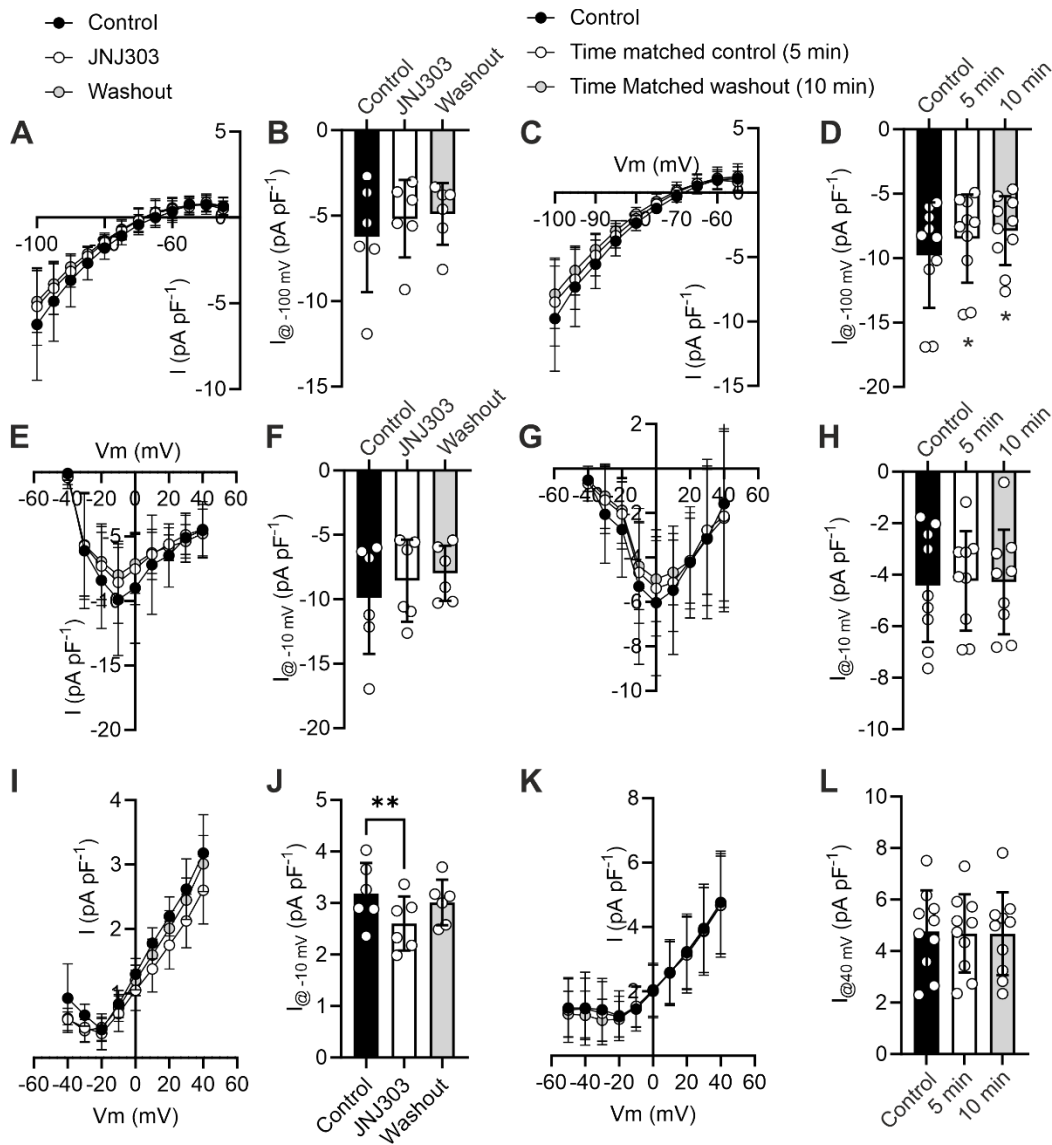 Control
JNJ303
Washout
Control
Time matched control (5 min)
Time Matched washout (10 min)
A
5
-100
-60
-5
-10
I (pA pF-1)
B
Control
JNJ303
Washout
0
-5
-10
-15
I@ -100 mV (pA pF-1)
C
Vm (mV)
5
-100
-90
-80
-70
-60
-5
-10
-15
I (pA pF-1)
D
Control
5 min
10 min
0
-5
-10
-15
-20
I@ -100 mV (pA pF-1)
*
*
E
Vm (mV)
-60
-40
-20
0
20
40
60
-5
-10
-15
-20
I (pA pF-1)
F
Control
JNJ303
Washout
0
-5
-10
-15
-20
I@ -10 mV (pA pF-1)
G
2
-60
-40
-20
0
20
40
60
-2
-4
-6
-8
-10
I (pA pF-1)
H
Control
5 min
10 min
0
-2
-4
-6
-8
-10
I@ -10 mV (pA pF-1)
I
4
3
2
1
I (pA pF-1)
-60
-40
-20
0
20
40
60
Vm (mV)
J
5
4
3
2
1
0
**
I@ -10 mV (pA pF-1)
Control
JNJ303
Washout
K
8
6
4
2
I (pA pF-1)
-60
-40
-20
0
20
40
60
Vm (mV)
L
10
8
6
4
2
0
I@40 mV (pA pF-1)
Control
5 min
10 min